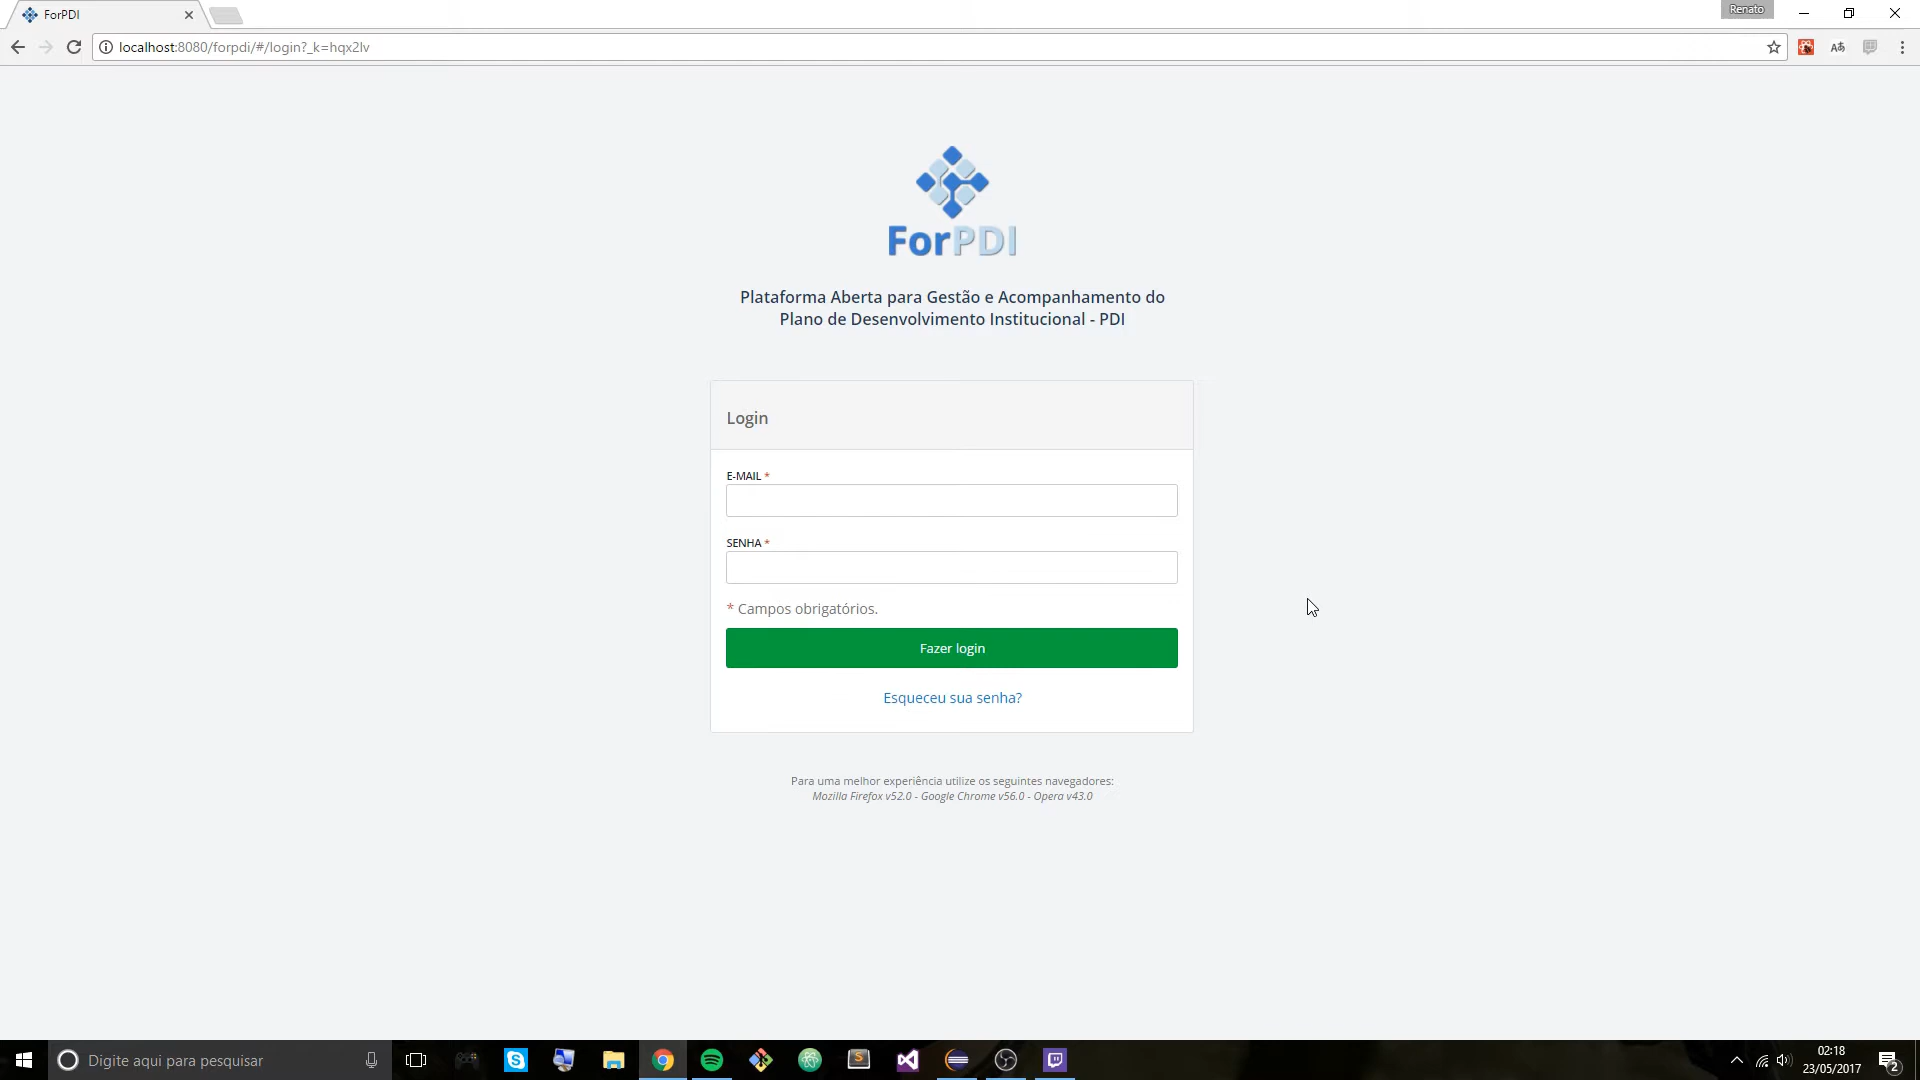 ForPDI
Renato
localhost:8080/forpdi/#/login?_k=hqx2lv
ForPDI
Plataforma Aberta para Gestão e Acompanhamento do
Plano de Desenvolvimento Institucional - PDI
Login
E-MAIL *
SENHA *
* Campos obrigatórios.
Fazer login
Esqueceu sua senha?
Para uma melhor experiência utilize os seguintes navegadores:
Mozilla Firefox v52.0 - Google Chrome v56.0 - Opera v43.0
Digite aqui para pesquisar
02:18
23/05/2017
2